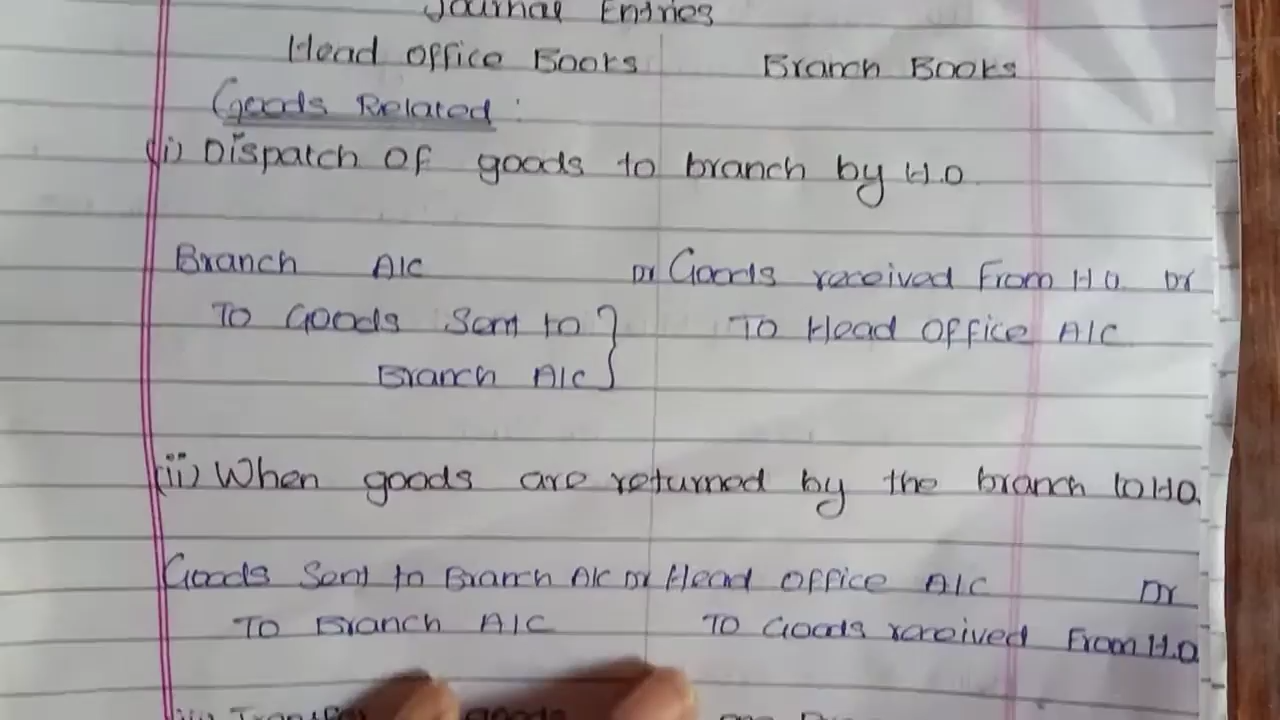 Journal Entries
Head Office Books Branch Books
Goods Related :
(i) Dispatch of goods to branch by H.O
Branch A/C Dr Goods received From H.O. Dr
To Goods Sent to } To Head Office A/C
Branch A/C
(ii) When goods are returned by the branch to H.O.
Goods Sent to Branch A/C Dr Head Office A/C Dr
To Branch A/C To Goods received From H.O
goods